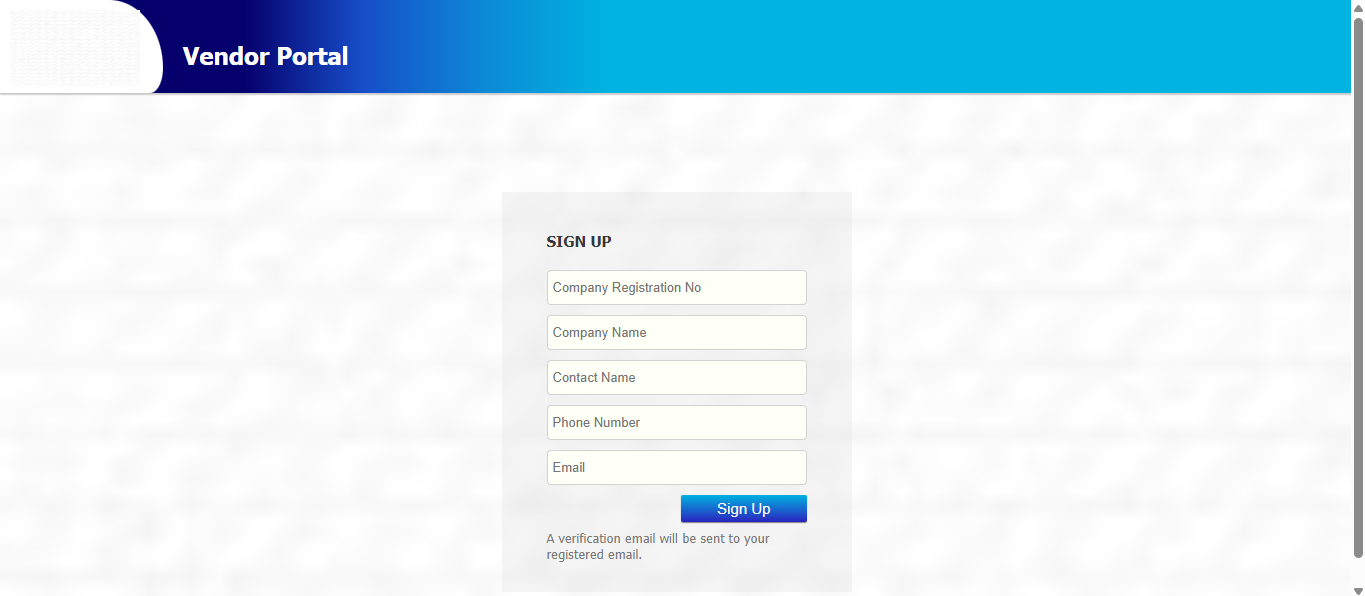 Vendor Portal
SIGN UP
Company Registration No
Company Name
Contact Name
Phone Number
Email
Sign Up
A verification email will be sent to your
registered email.